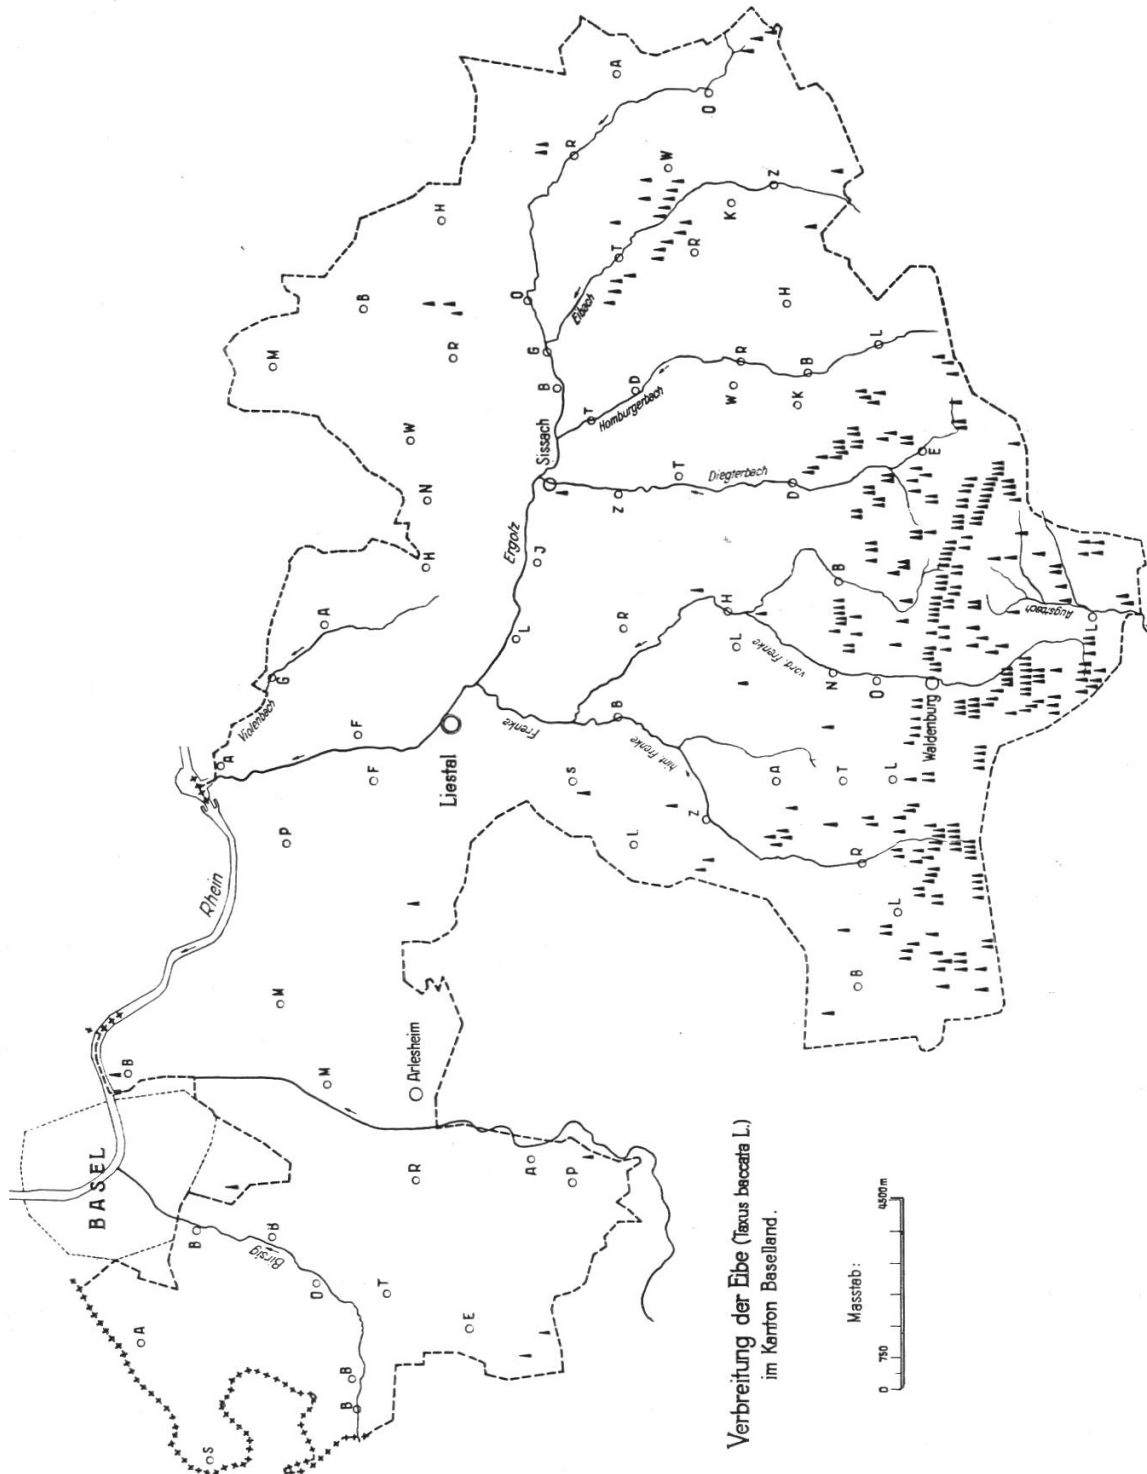 BASEL
B
A
B
S
Rhein
A
Violenbach
Birsig
B
M
M
G
P
O
A
M
B
B
F
B
F
T
R
Arlesheim
W
N
H
H
Liestal
R
E
Ergolz
O
L
A
Frenke
J
B
Sissach
G
P
R
S
Eibach
T
A
B
Z
T
R
L
D
Homburgerbach
hint. Frenke
W
T
R
Z
O
H
W
K
L
R
Diegterbach
Verbreitung der Eibe (Taxus baccata L.)
im Kanton Baselland.
Z
A
D
H
vord. Frenke
K
B
N
B
T
R
B
O
L
L
L
Masstab:
0 750 4500 m
Waldenburg
E
Augstbach
L